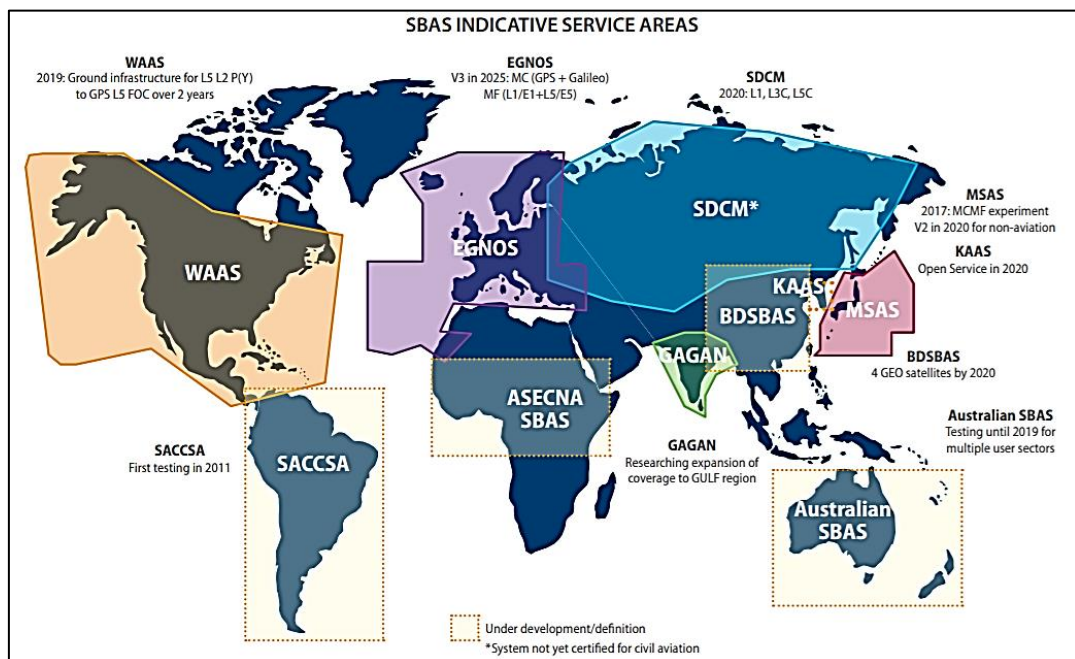 SBAS INDICATIVE SERVICE AREAS
WAAS
2019: Ground infrastructure for L5 L2 P(Y)
to GPS L5 FOC over 2 years
EGNOS
V3 in 2025: MC (GPS + Galileo)
MF (L1/E1+L5/E5)
SDCM
2020: L1, L3C, L5C
MSAS
2017: MCMF experiment
V2 in 2020 for non-aviation
KAAS
Open Service in 2020
WAAS
EGNOS
SDCM*
KAASS
BDSBAS
MSAS
GAGAN
BDSBAS
4 GEO satellites by 2020
ASECNA
SBAS
Australian SBAS
Testing until 2019 for
multiple user sectors
SACCSA
First testing in 2011
SACCSA
GAGAN
Researching expansion of
coverage to GULF region
Australian
SBAS
Under development/definition
*System not yet certified for civil aviation